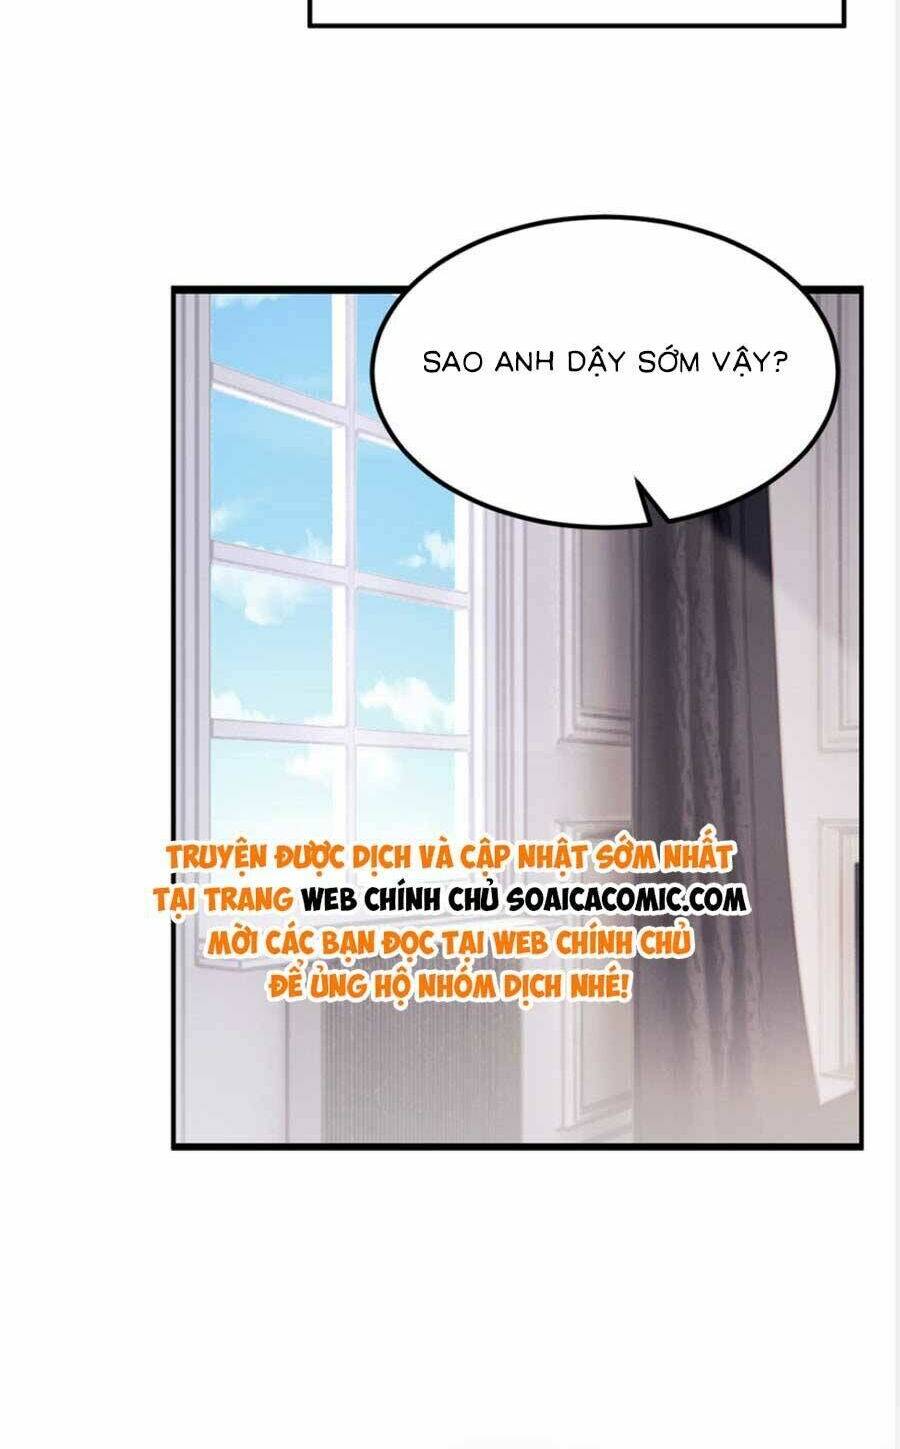 SAO ANH DẬY SỚM VẬY?
TRUYỆN ĐƯỢC DỊCH VÀ CẬP NHẬT SỚM NHẤT
TẠI TRANG WEB CHÍNH CHỦ SOAICACOMIC.COM
MỜI CÁC BẠN ĐỌC TẠI WEB CHÍNH CHỦ
ĐỂ ỦNG HỘ NHÓM DỊCH NHÉ!